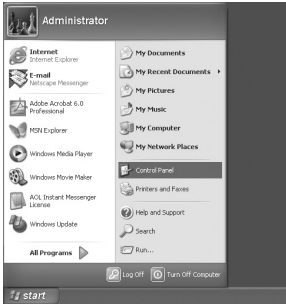 Administrator
Internet
Internet Explorer
E-mail
Netscape Messenger
Adobe Acrobat 6.0
Professional
MSN Explorer
Windows Media Player
Windows Movie Maker
AOL Instant Messenger
License
Windows Update
All Programs
My Documents
My Recent Documents
My Pictures
My Music
My Computer
My Network Places
Control Panel
Printers and Faxes
Help and Support
Search
Run...
Log Off
Turn Off Computer
start